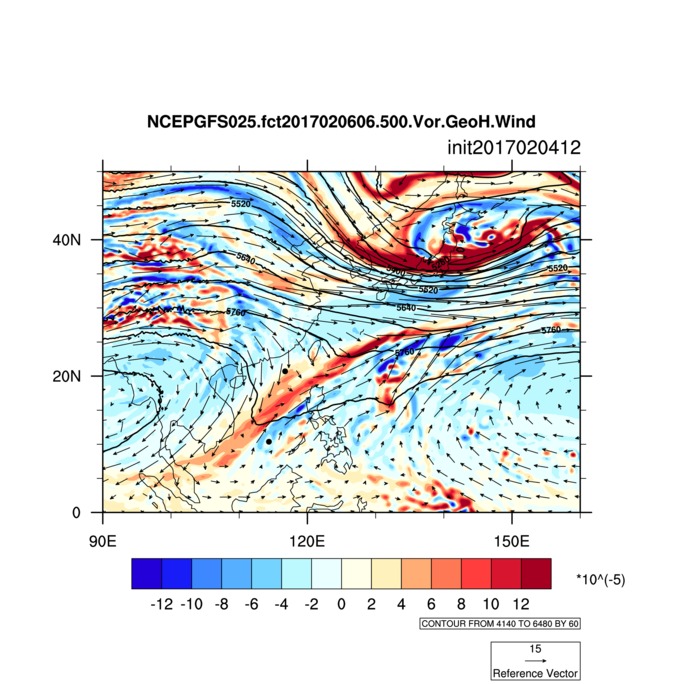 NCEPGFS025.fct2017020606.500.Vor.GeoH.Wind
init2017020412
5520
40N
5640
5520
5520
5640
5760
5760
5760
20N
0
90E 120E 150E
-12 -10 -8 -6 -4 -2 0 2 4 6 8 10 12
*10^(-5)
CONTOUR FROM 4140 TO 6480 BY 60
15
Reference Vector